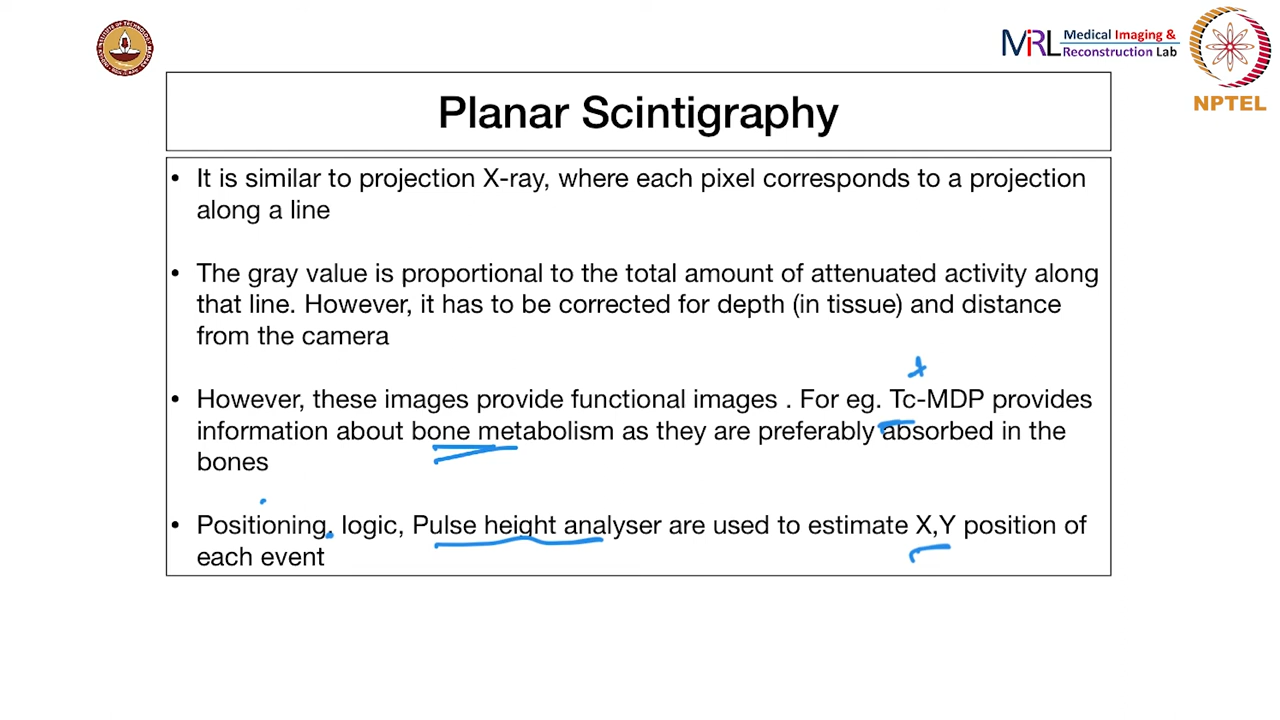 MiRL Medical Imaging &
Reconstruction Lab
NPTEL
Planar Scintigraphy
• It is similar to projection X-ray, where each pixel corresponds to a projection
along a line
• The gray value is proportional to the total amount of attenuated activity along
that line. However, it has to be corrected for depth (in tissue) and distance
from the camera
• However, these images provide functional images . For eg. Tc-MDP provides
information about bone metabolism as they are preferably absorbed in the
bones
• Positioning. logic, Pulse height analyser are used to estimate X,Y position of
each event